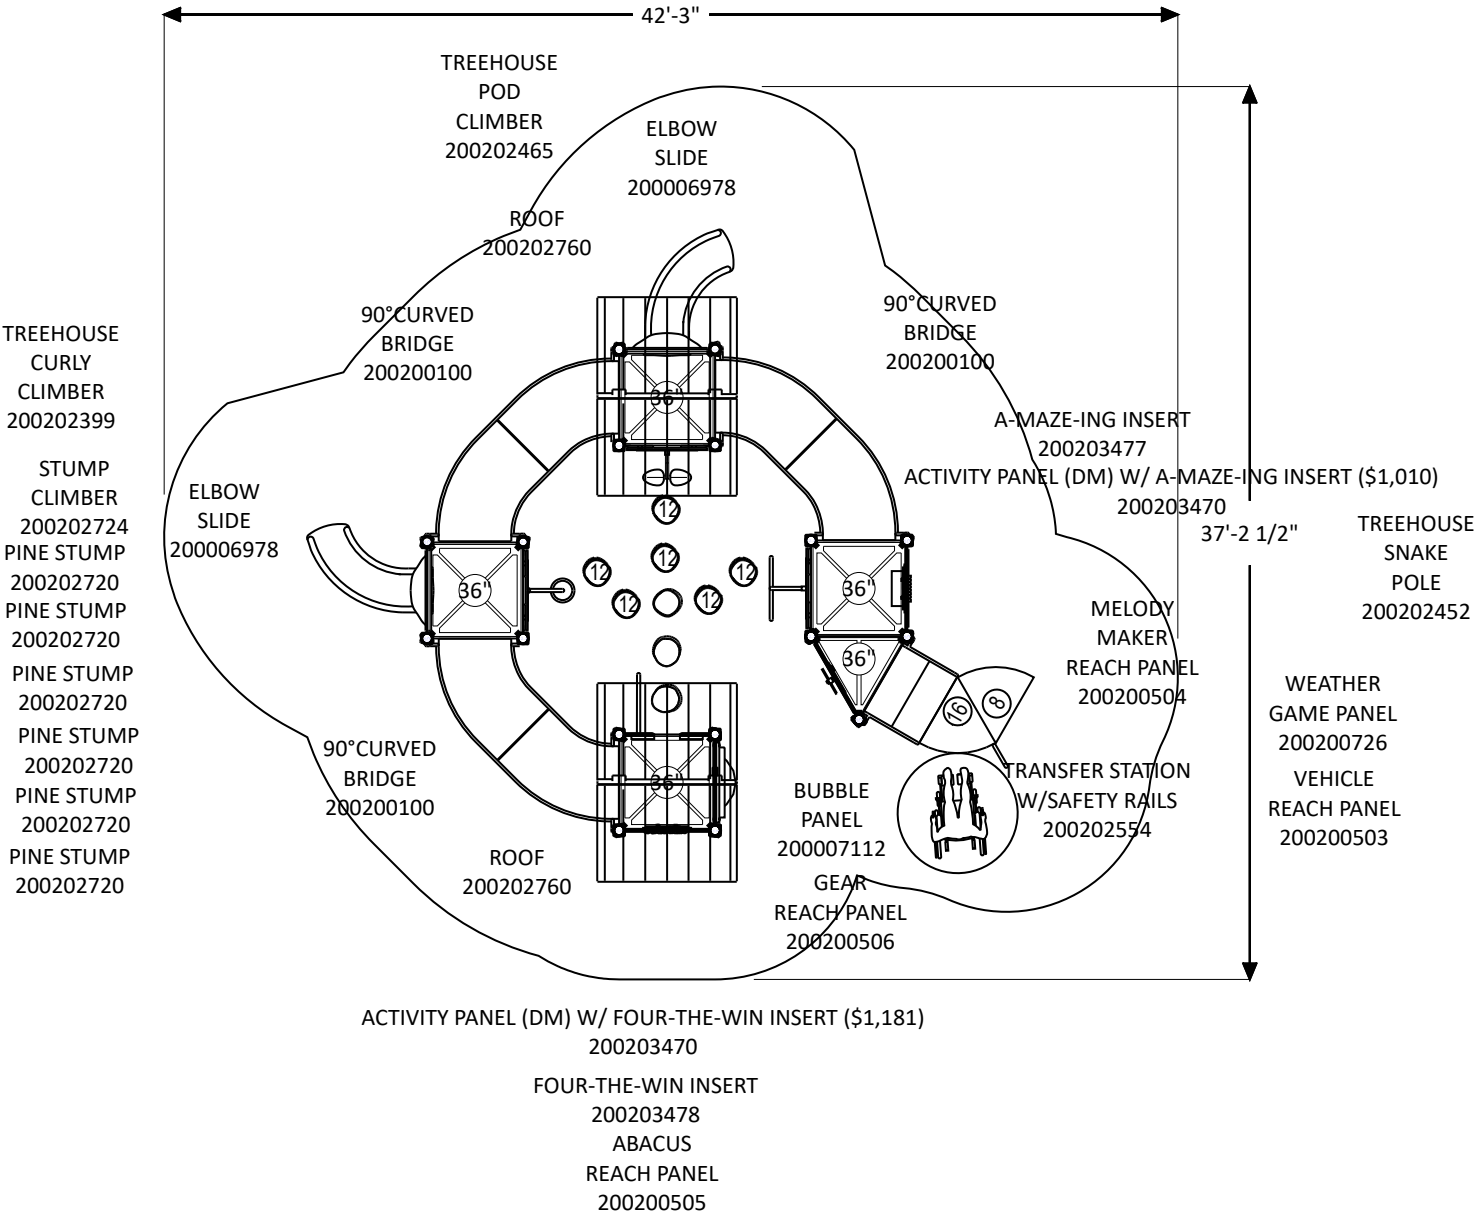 42'-3"
TREEHOUSE
POD
CLIMBER
200202465
ELBOW
SLIDE
200006978
ROOF
200202760
90°CURVED
BRIDGE
200200100
90°CURVED
BRIDGE
200200100
TREEHOUSE
CURLY
CLIMBER
200202399
36"
A-MAZE-ING INSERT
200203477
ACTIVITY PANEL (DM) W/ A-MAZE-ING INSERT ($1,010)
200203470
37'-2 1/2"
STUMP
CLIMBER
200202724
ELBOW
SLIDE
200006978
TREEHOUSE
SNAKE
POLE
200202452
PINE STUMP
200202720
PINE STUMP
200202720
PINE STUMP
200202720
PINE STUMP
200202720
PINE STUMP
200202720
PINE STUMP
200202720
12
12
12
12
12
12
36"
36"
36"
MELODY
MAKER
REACH PANEL
200200504
16
8
WEATHER
GAME PANEL
200200726
VEHICLE
REACH PANEL
200200503
90°CURVED
BRIDGE
200200100
36"
BUBBLE
PANEL
200007112
TRANSFER STATION
W/SAFETY RAILS
200202554
ROOF
200202760
GEAR
REACH PANEL
200200506
ACTIVITY PANEL (DM) W/ FOUR-THE-WIN INSERT ($1,181)
200203470
FOUR-THE-WIN INSERT
200203478
ABACUS
REACH PANEL
200200505